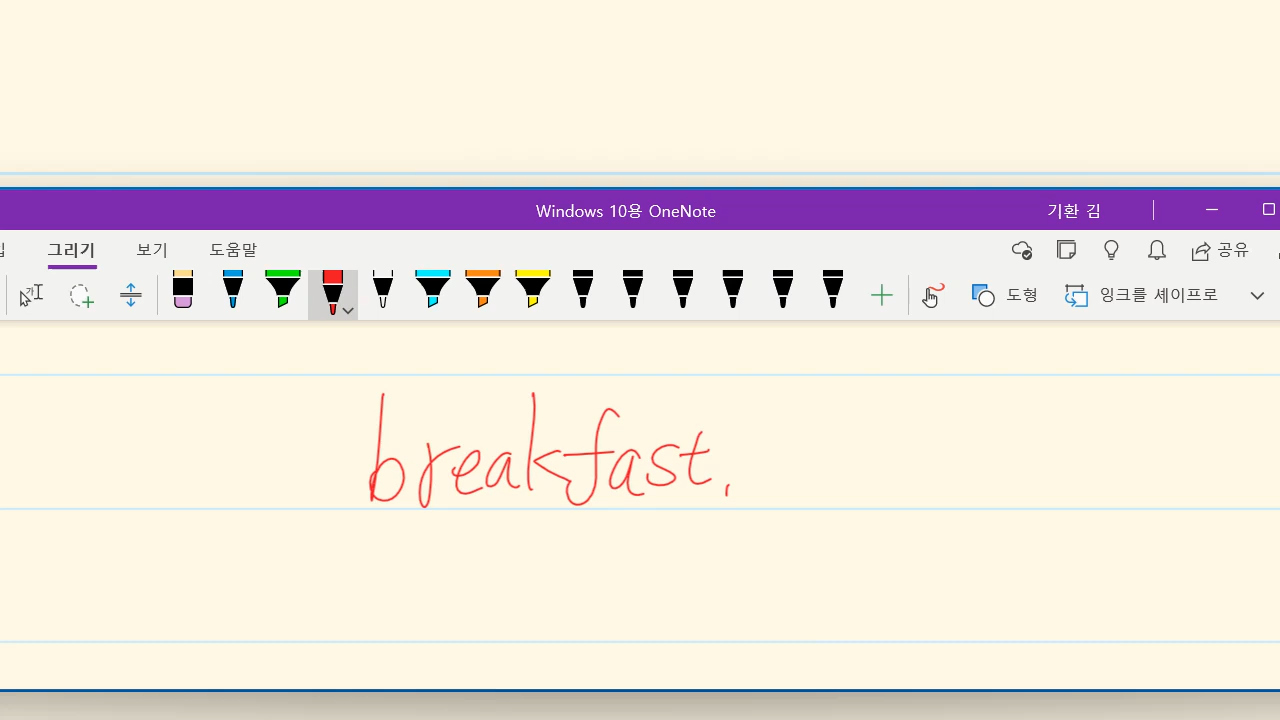 Windows 10용 OneNote 기환 김
그리기 보기 도움말 공유
도형 잉크를 셰이프로
breakfast.